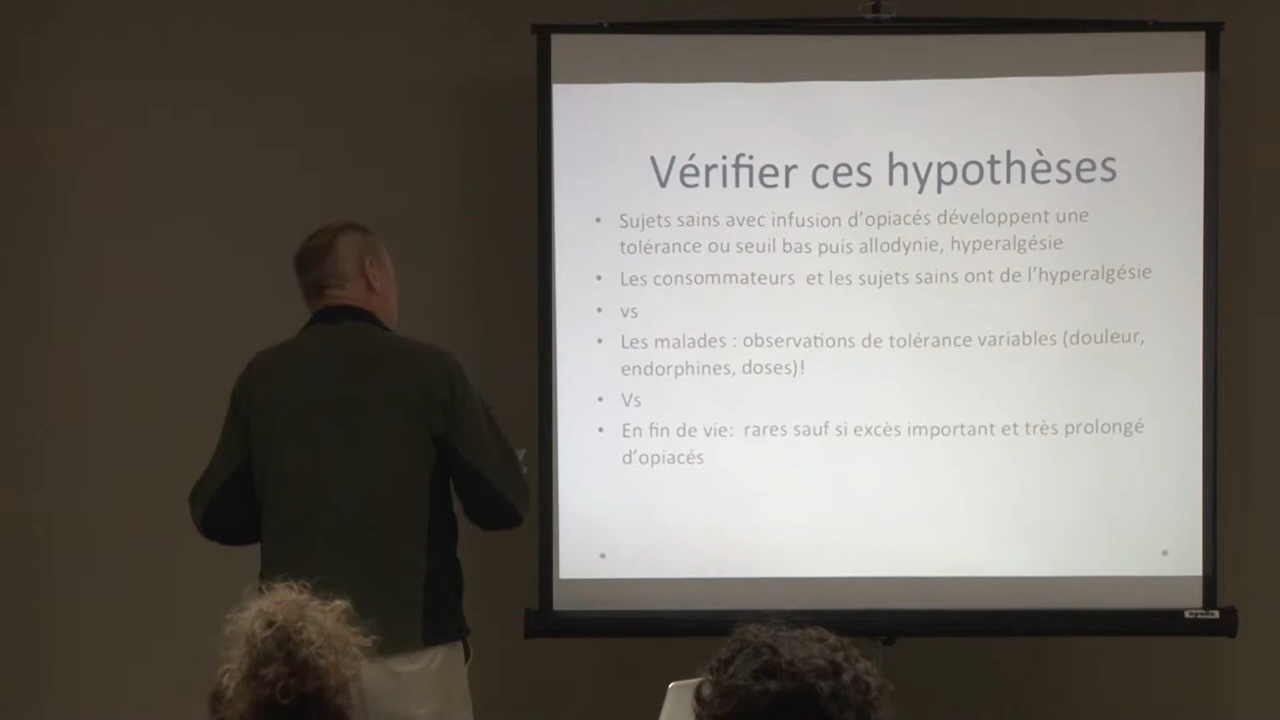 Vérifier ces hypothèses
• Sujets sains avec infusion d'opiacés développent une
tolérance ou seuil bas puis allodynie, hyperalgésie
• Les consommateurs et les sujets sains ont de l'hyperalgésie
• vs
• Les malades : observations de tolérance variables (douleur,
endorphines, doses)!
• Vs
• En fin de vie: rares sauf si excès important et très prolongé
d'opiacés